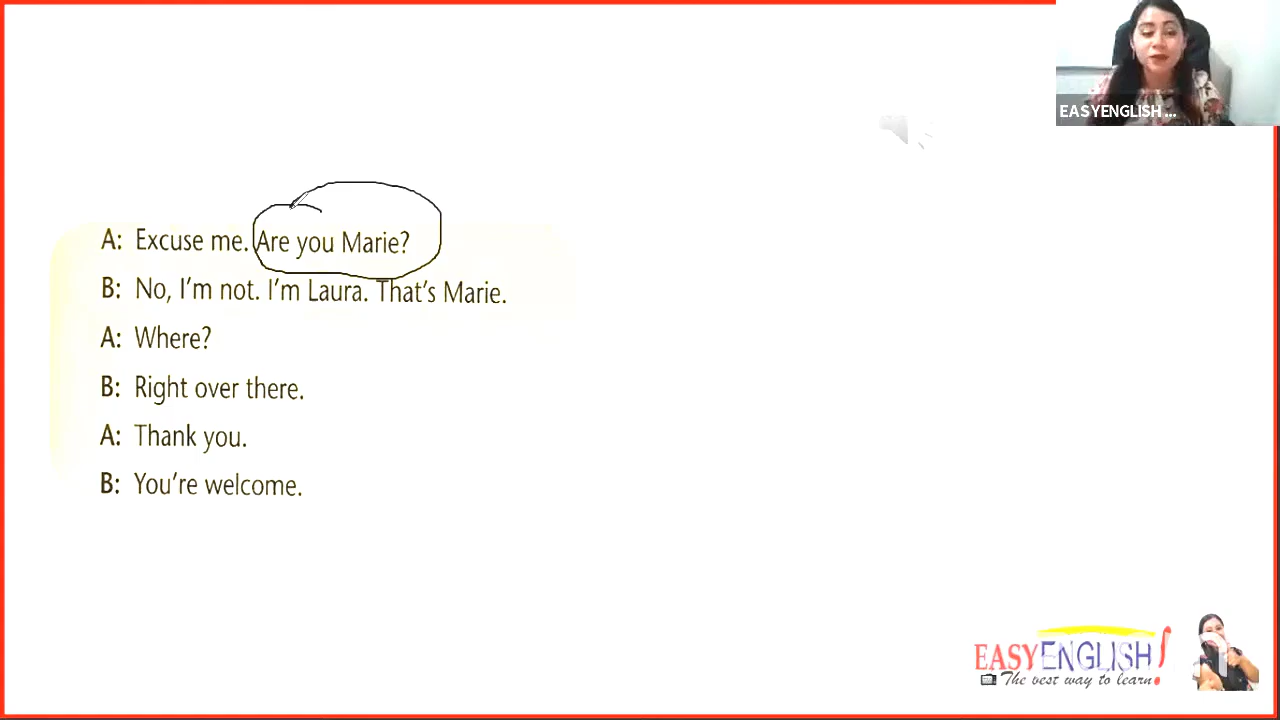 EASYENGLISH ...
A: Excuse me. Are you Marie?
B: No, I'm not. I'm Laura. That's Marie.
A: Where?
B: Right over there.
A: Thank you.
B: You're welcome.
EASYENGLISH!
The best way to learn!